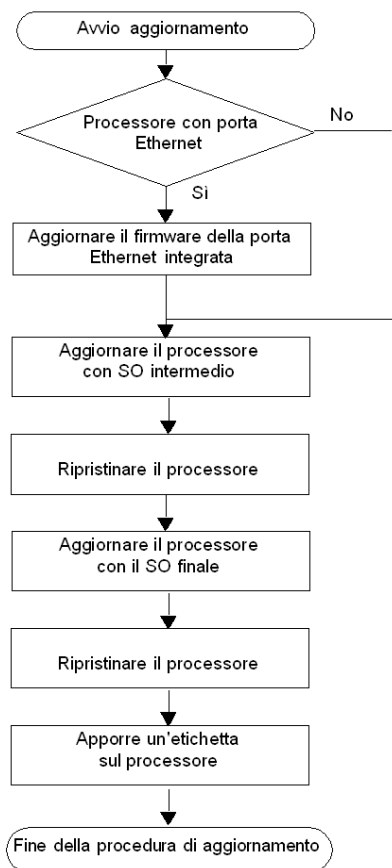 Avvio aggiornamento
Processore con porta
Ethernet
No
Sì
Aggiornare il firmware della porta
Ethernet integrata
Aggiornare il processore
con SO intermedio
Ripristinare il processore
Aggiornare il processore
con il SO finale
Ripristinare il processore
Apporre un'etichetta
sul processore
Fine della procedura di aggiornamento